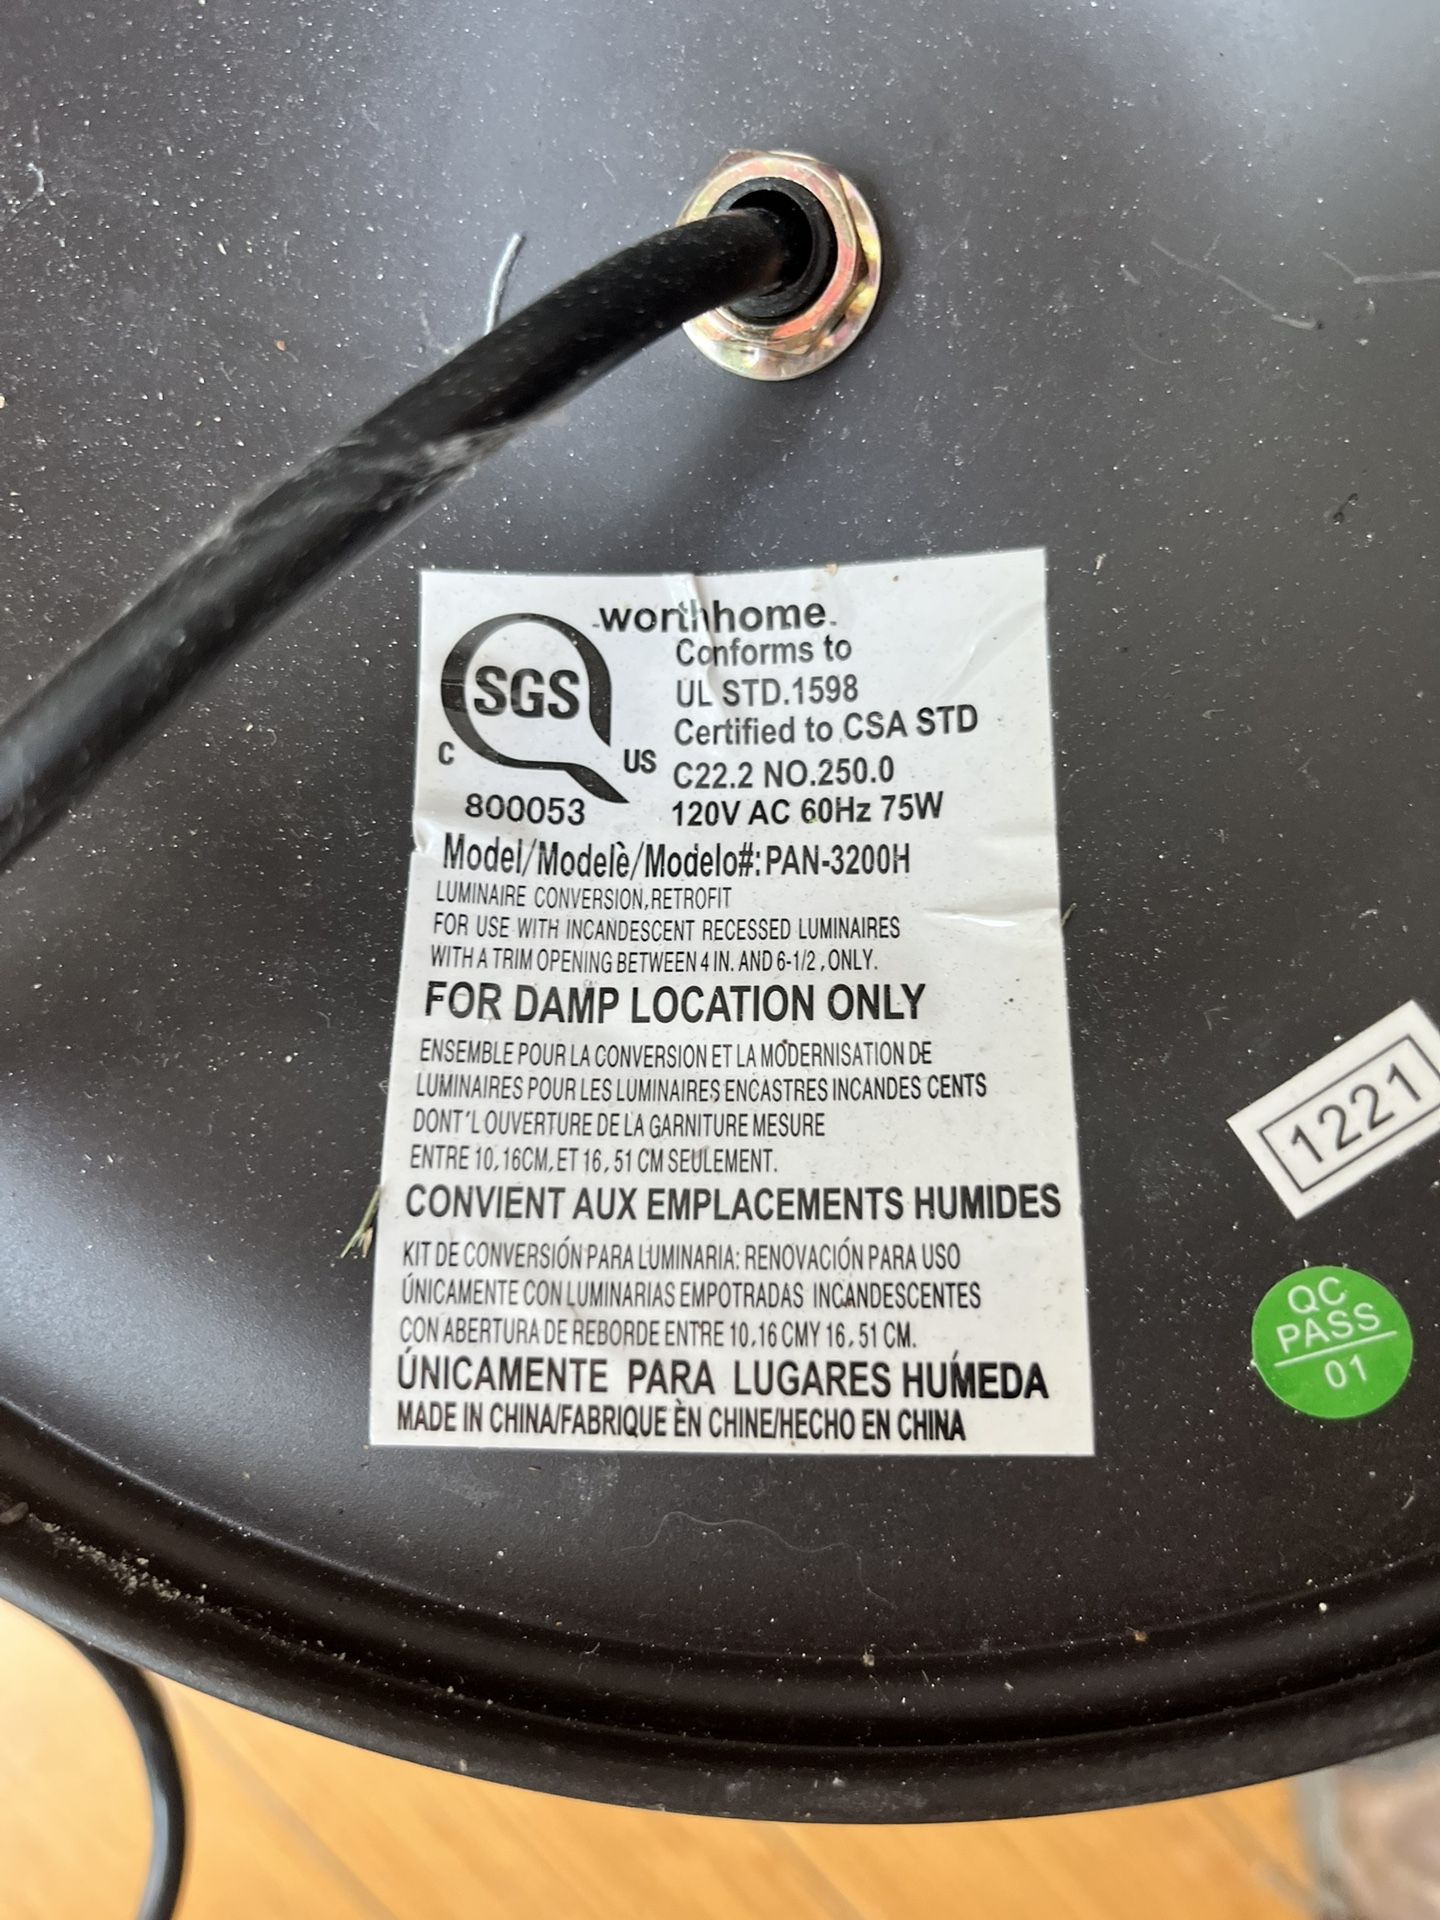 worthhome
SGS
C
US
800053
Conforms to
UL STD.1598
Certified to CSA STD
C22.2 NO.250.0
120V AC 60Hz 75W
Model/Modelè/Modelo#: PAN-3200H
LUMINAIRE CONVERSION,RETROFIT
FOR USE WITH INCANDESCENT RECESSED LUMINAIRES
WITH A TRIM OPENING BETWEEN 4 IN. AND 6-1/2 , ONLY.
FOR DAMP LOCATION ONLY
ENSEMBLE POUR LA CONVERSION ET LA MODERNISATION DE
LUMINAIRES POUR LES LUMINAIRES ENCASTRES INCANDES CENTS
DONT'L OUVERTURE DE LA GARNITURE MESURE
ENTRE 10,16CM, ET 16, 51 CM SEULEMENT.
CONVIENT AUX EMPLACEMENTS HUMIDES
KIT DE CONVERSIÓN PARA LUMINARIA: RENOVACIÓN PARA USO
ÚNICAMENTE CON LUMINARIAS EMPOTRADAS INCANDESCENTES
CON ABERTURA DE REBORDE ENTRE 10,16 CMY 16, 51 CM.
ÚNICAMENTE PARA LUGARES HUḾEDA
MADE IN CHINA/FABRIQUE ÈN CHINE/HECHO EN CHINA
1221
QC
PASS
01